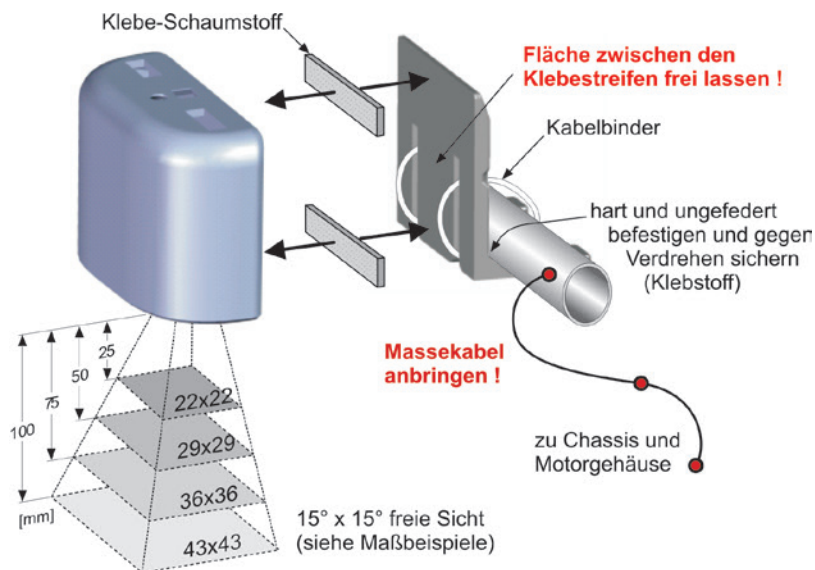 Klebe-Schaumstoff
Fläche zwischen den
Klebestreifen frei lassen !
Kabelbinder
hart und ungefedert
befestigen und gegen
Verdrehen sichern
(Klebstoff)
Massekabel
anbringen !
zu Chassis und
Motorgehäuse
25
50
75
100
[mm]
22x22
29x29
36x36
43x43
15° x 15° freie Sicht
(siehe Maßbeispiele)